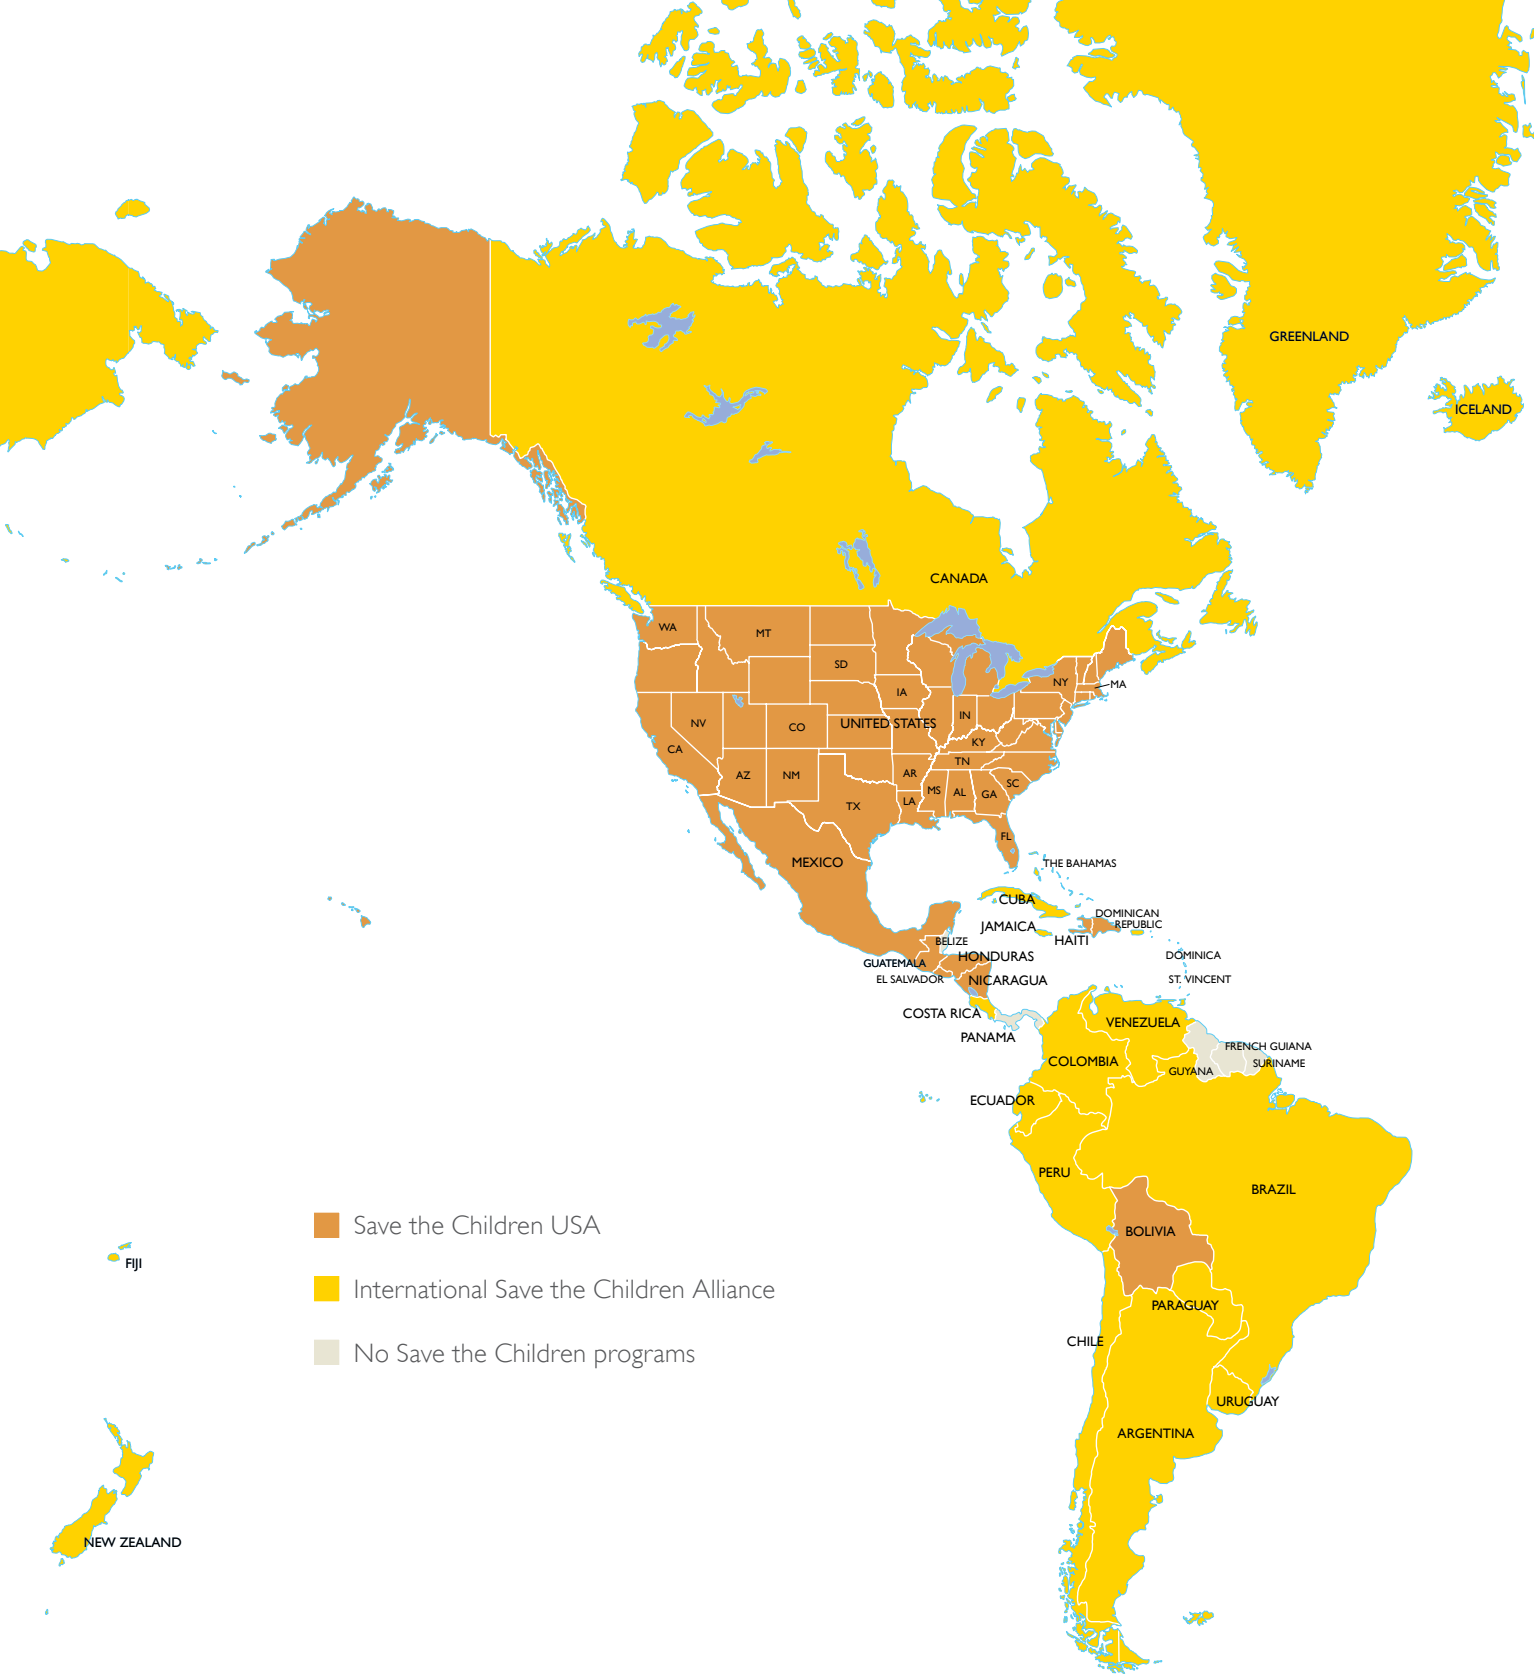 GREENLAND
ICELAND
CANADA
WA
MT
SD
NY
MA
IA
NV
CO
UNITED STATES
IN
CA
KY
TN
AZ
NM
AR
SC
MS
AL
GA
LA
TX
FL
MEXICO
THE BAHAMAS
CUBA
DOMINICAN
REPUBLIC
JAMAICA
HAITI
BELIZE
HONDURAS
DOMINICA
GUATEMALA
EL SALVADOR
NICARAGUA
ST. VINCENT
COSTA RICA
VENEZUELA
PANAMA
FRENCH GUIANA
COLOMBIA
SURINAME
GUYANA
ECUADOR
PERU
BRAZIL
BOLIVIA
Save the Children USA
FIJI
International Save the Children Alliance
PARAGUAY
CHILE
No Save the Children programs
URUGUAY
ARGENTINA
NEW ZEALAND